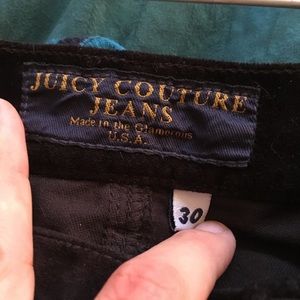 JUICY COUTURE
JEANS
Made in the Glamorous
U.S.A.
30